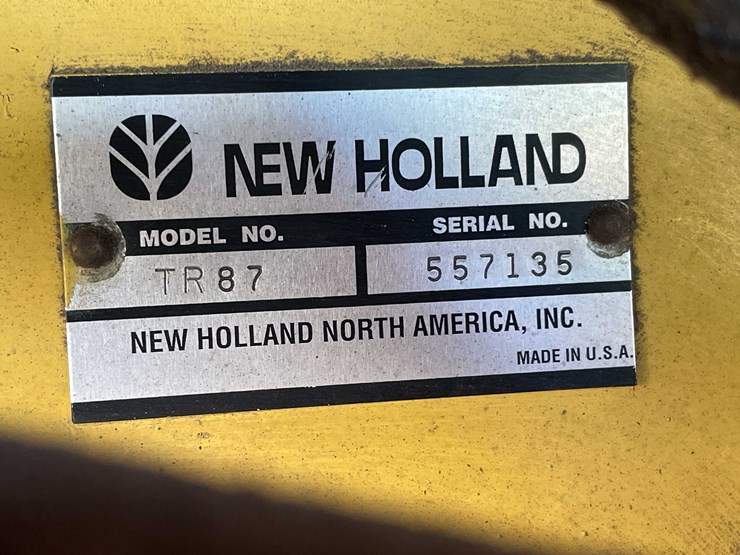 NEW HOLLAND
MODEL NO. SERIAL NO.
TR87 557135
NEW HOLLAND NORTH AMERICA, INC.
MADE IN U.S.A.